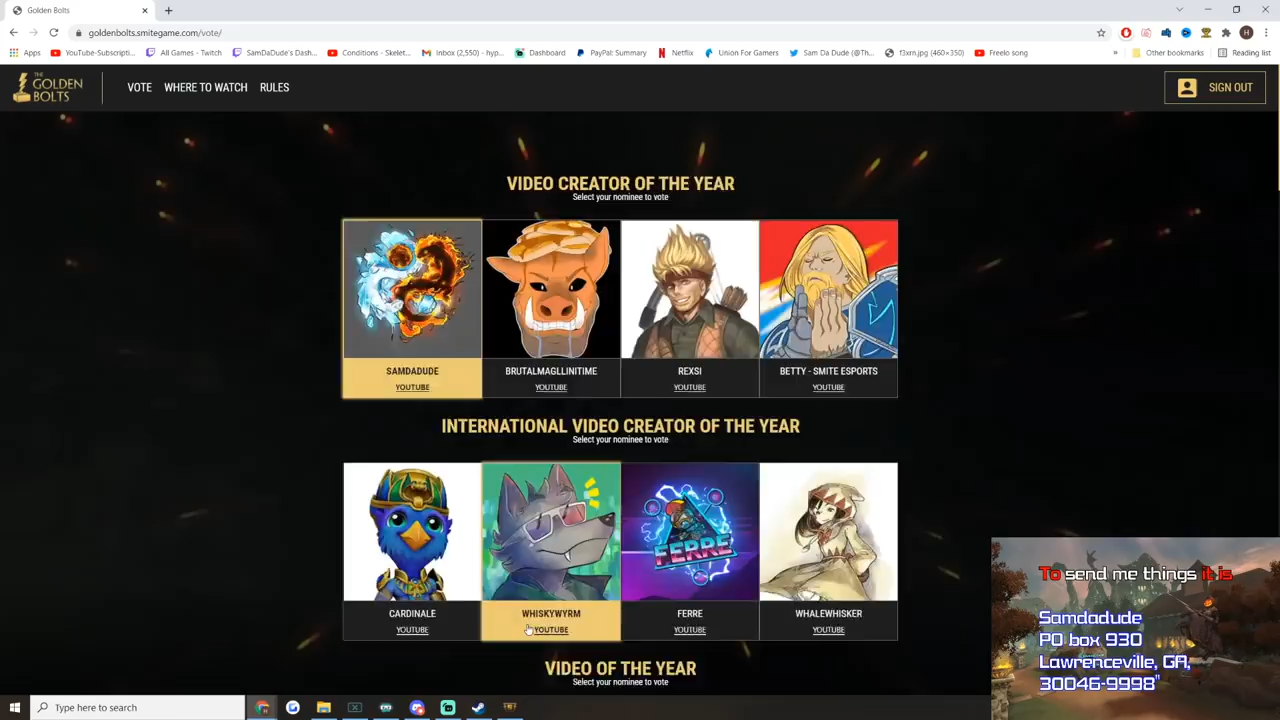 Golden Bolts
goldenbolts.smitegame.com/vote/
Apps
YouTube-Subscripti...
All Games - Twitch
SamDaDude's Dash...
Conditions - Skelet...
Inbox (2,550) - hyp...
Dashboard
PayPal: Summary
Netflix
Union For Gamers
Sam Da Dude (@Th...
f3xrn.jpg (460×350)
Freelo song
»
Other bookmarks
Reading list
THE GOLDEN BOLTS
VOTE
WHERE TO WATCH
RULES
SIGN OUT
VIDEO CREATOR OF THE YEAR
Select your nominee to vote
SAMDADUDE
YOUTUBE
BRUTALMAGLLINITIME
YOUTUBE
REXSI
YOUTUBE
BETTY - SMITE ESPORTS
YOUTUBE
INTERNATIONAL VIDEO CREATOR OF THE YEAR
Select your nominee to vote
FERRE
CARDINALE
YOUTUBE
WHISKYWYRM
YOUTUBE
FERRE
YOUTUBE
WHALEWHISKER
YOUTUBE
VIDEO OF THE YEAR
Select your nominee to vote
To send me things it is
Samdadude
PO box 930
Lawrenceville, GA,
30046-9998"
Type here to search